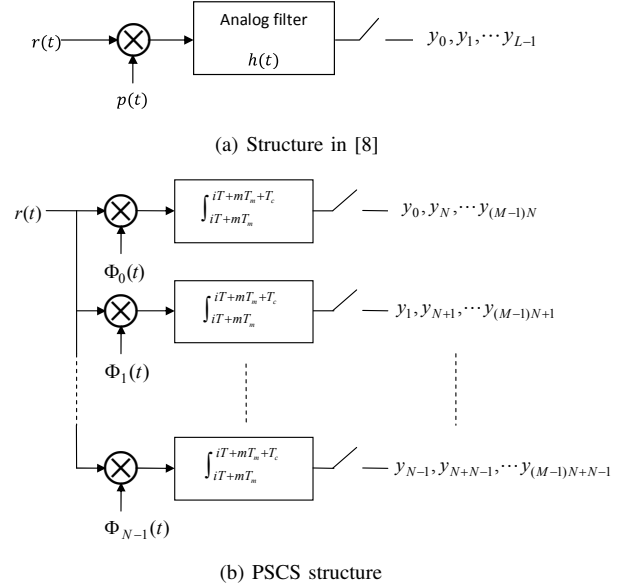 Analog filter
r(t)
h(t)
y_0, y_1, ⋯ y_{L−1}
p(t)
(a) Structure in [8]
r(t)
∫_{iT+mT_m}^{iT+mT_m+T_c}
y_0, y_N, ⋯ y_{(M−1)N}
Φ_0(t)
∫_{iT+mT_m}^{iT+mT_m+T_c}
y_1, y_{N+1}, ⋯ y_{(M−1)N+1}
Φ_1(t)
∫_{iT+mT_m}^{iT+mT_m+T_c}
y_{N−1}, y_{N+N−1}, ⋯ y_{(M−1)N+N−1}
Φ_{N−1}(t)
(b) PSCS structure